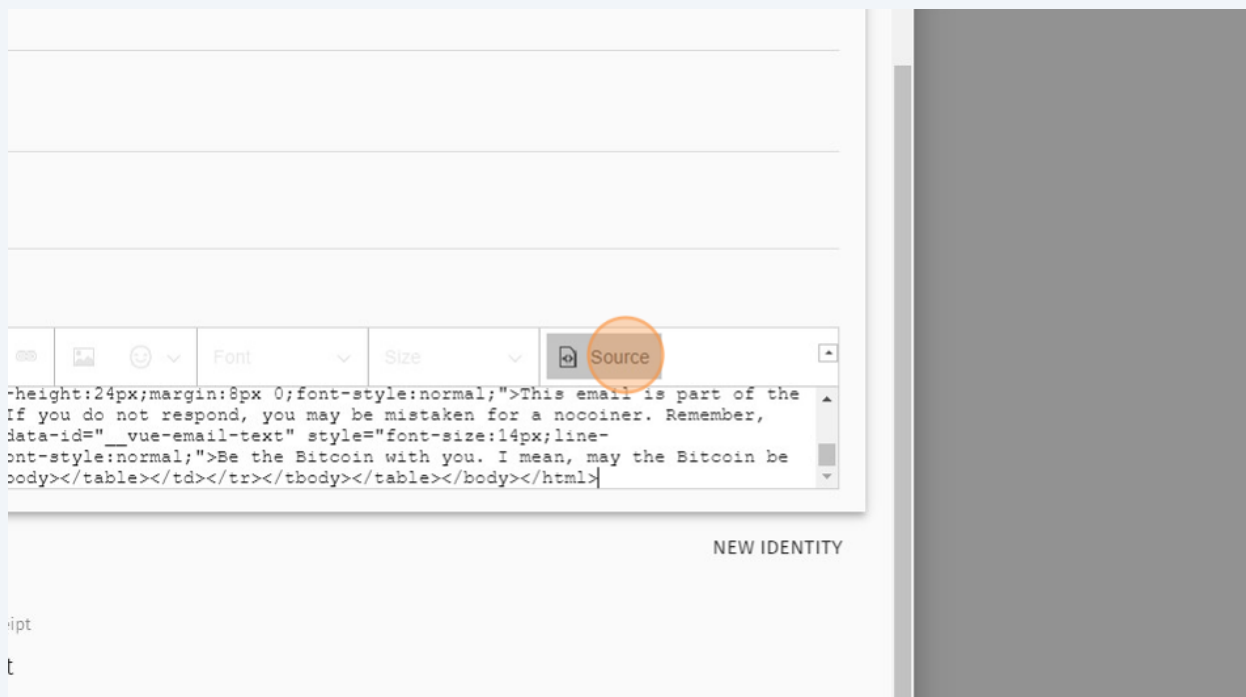 Font Size Source
-height:24px;margin:8px 0;font-style:normal;">This email is part of the
If you do not respond, you may be mistaken for a nocoiner. Remember,
data-id="__vue-email-text" style="font-size:14px;line-
ont-style:normal;">Be the Bitcoin with you. I mean, may the Bitcoin be
body></table></td></tr></tbody></table></body></html>
NEW IDENTITY
eipt
t